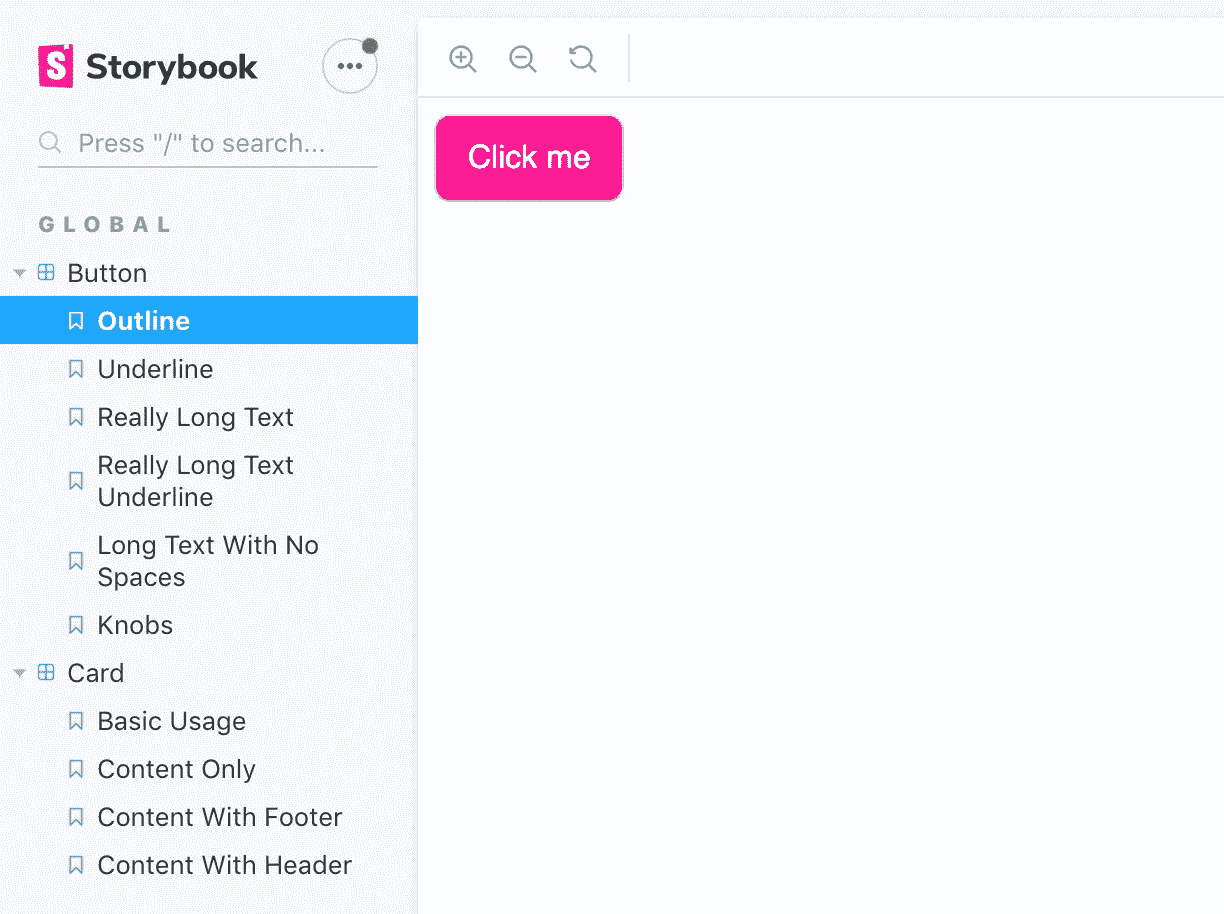 S Storybook
Press "/" to search...
GLOBAL
Button
Outline
Underline
Really Long Text
Really Long Text
Underline
Long Text With No
Spaces
Knobs
Card
Basic Usage
Content Only
Content With Footer
Content With Header
Click me